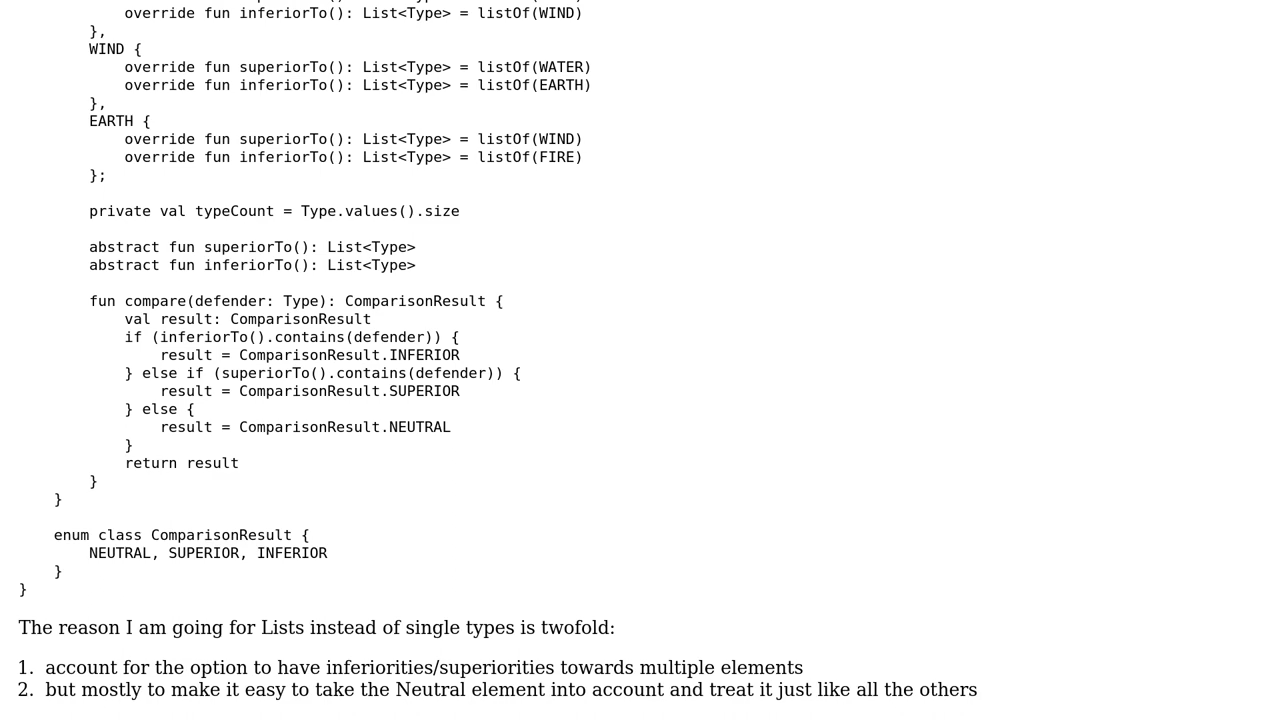 override fun inferiorTo(): List<Type> = listOf(WIND)
},
WIND {
override fun superiorTo(): List<Type> = listOf(WATER)
override fun inferiorTo(): List<Type> = listOf(EARTH)
},
EARTH {
override fun superiorTo(): List<Type> = listOf(WIND)
override fun inferiorTo(): List<Type> = listOf(FIRE)
};
private val typeCount = Type.values().size
abstract fun superiorTo(): List<Type>
abstract fun inferiorTo(): List<Type>
fun compare(defender: Type): ComparisonResult {
val result: ComparisonResult
if (inferiorTo().contains(defender)) {
result = ComparisonResult.INFERIOR
} else if (superiorTo().contains(defender)) {
result = ComparisonResult.SUPERIOR
} else {
result = ComparisonResult.NEUTRAL
}
return result
}
}
enum class ComparisonResult {
NEUTRAL, SUPERIOR, INFERIOR
}
}
The reason I am going for Lists instead of single types is twofold:
1. account for the option to have inferiorities/superiorities towards multiple elements
2. but mostly to make it easy to take the Neutral element into account and treat it just like all the others